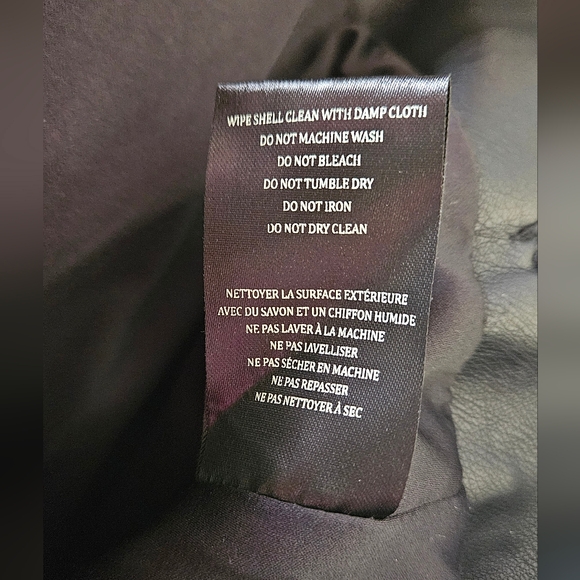 WIPE SHELL CLEAN WITH DAMP CLOTH
DO NOT MACHINE WASH
DO NOT BLEACH
DO NOT TUMBLE DRY
DO NOT IRON
DO NOT DRY CLEAN
NETTOYER LA SURFACE EXTÉRIEURE
AVEC DU SAVON ET UN CHIFFON HUMIDE
NE PAS LAVER À LA MACHINE
NE PAS JAVELLISER
NE PAS SÉCHER EN MACHINE
NE PAS REPASSER
NE PAS NETTOYER À SEC